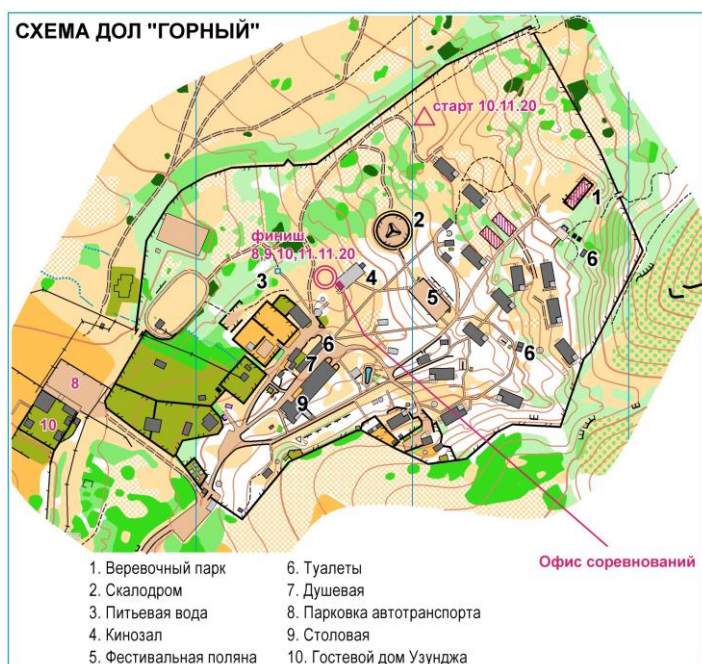 СХЕМА ДОЛ "ГОРНЫЙ"
старт 10.11.20
1
2
финиш
8,9 10,11.11.20
6
3
4
5
6
7
6
8
9
10
Офис соревнований
1. Веревочный парк
2. Скалодром
3. Питьевая вода
4. Кинозал
5. Фестивальная поляна
6. Туалеты
7. Душевая
8. Парковка автотранспорта
9. Столовая
10. Гостевой дом Узунджа